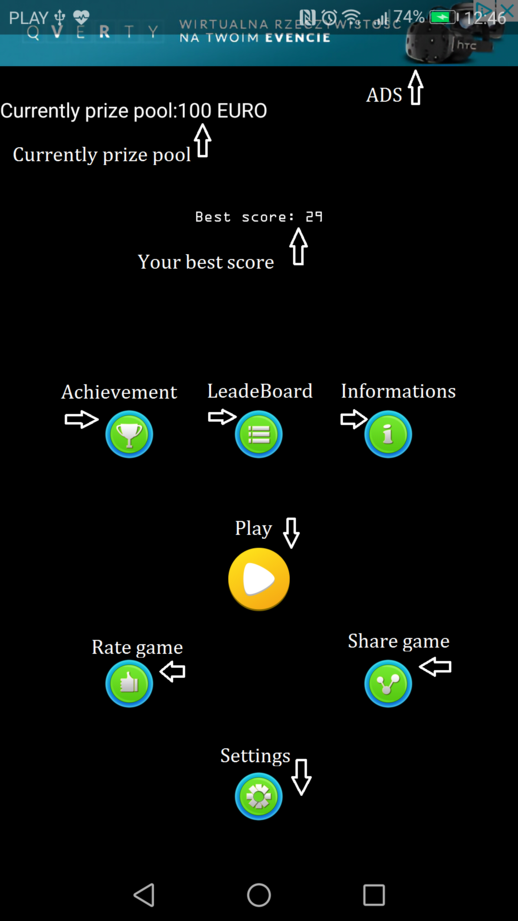 PLAY 74% 12:46
QVERTY
WIRTUALNA RZECZYWISTOŚĆ
NA TWOIM EVENCIE
htc
ADS
Currently prize pool:100 EURO
Currently prize pool
Best score: 29
Your best score
Achievement LeadeBoard Informations
Play
Rate game Share game
Settings